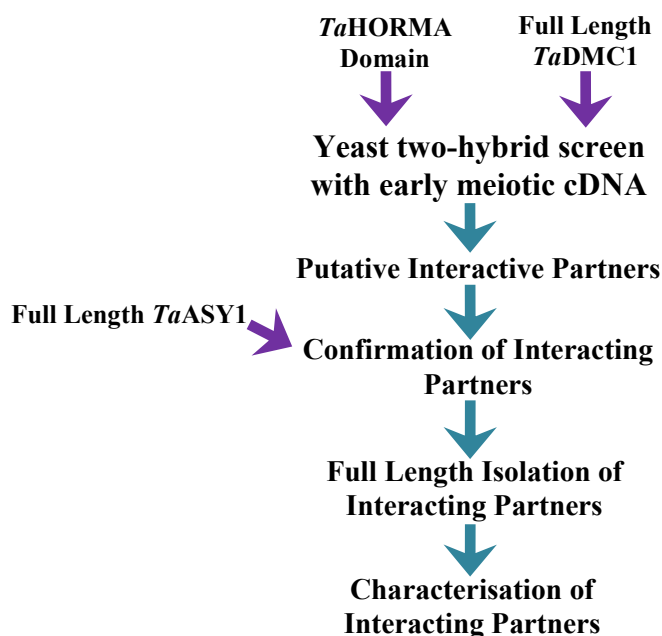 TaHORMA
Domain
Full Length
TaDMC1
Yeast two-hybrid screen
with early meiotic cDNA
Putative Interactive Partners
Full Length TaASY1
Confirmation of Interacting
Partners
Full Length Isolation of
Interacting Partners
Characterisation of
Interacting Partners